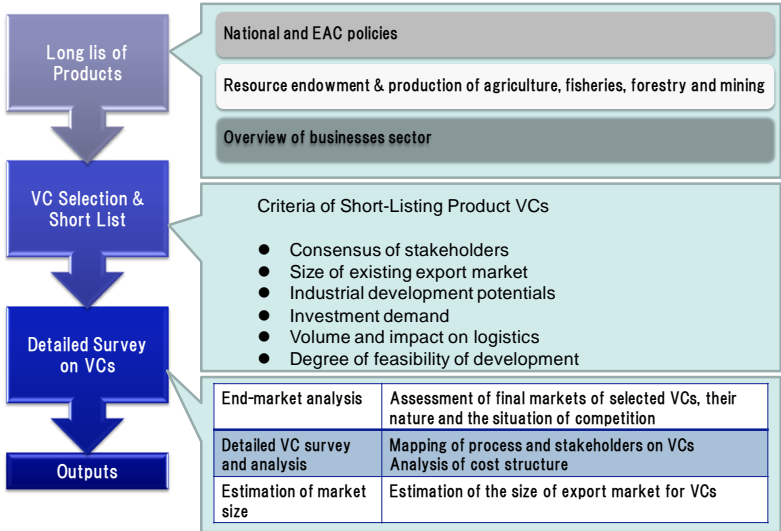 Long lis of
Products
National and EAC policies
Resource endowment & production of agriculture, fisheries, forestry and mining
Overview of businesses sector
VC Selection &
Short List
Criteria of Short-Listing Product VCs
● Consensus of stakeholders
● Size of existing export market
● Industrial development potentials
● Investment demand
● Volume and impact on logistics
● Degree of feasibility of development
Detailed Survey
on VCs
End-market analysis
Assessment of final markets of selected VCs, their
nature and the situation of competition
Detailed VC survey
and analysis
Mapping of process and stakeholders on VCs
Analysis of cost structure
Estimation of market
size
Estimation of the size of export market for VCs
Outputs